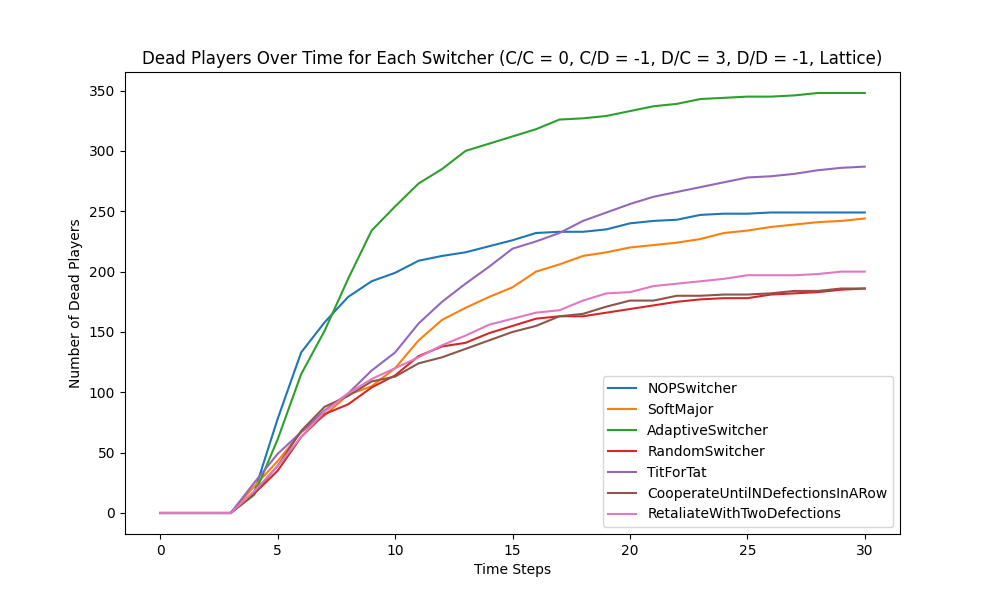 Dead Players Over Time for Each Switcher (C/C = 0, C/D = -1, D/C = 3, D/D = -1, Lattice)
Number of Dead Players
350
300
250
200
150
100
50
0
NOPSwitcher
SoftMajor
AdaptiveSwitcher
RandomSwitcher
TitForTat
CooperateUntilNDefectionsInARow
RetaliateWithTwoDefections
0 5 10 15 20 25 30
Time Steps